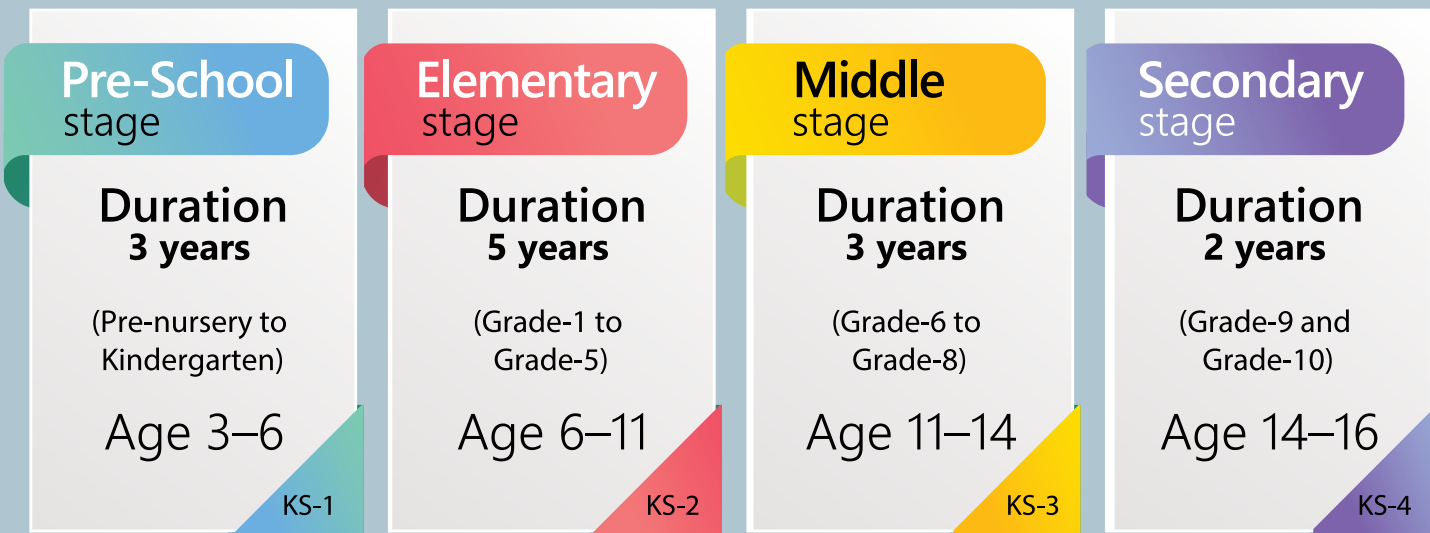 Pre-School
stage
Duration
3 years
(Pre-nursery to
Kindergarten)
Age 3–6
KS-1
Elementary
stage
Duration
5 years
(Grade-1 to
Grade-5)
Age 6–11
KS-2
Middle
stage
Duration
3 years
(Grade-6 to
Grade-8)
Age 11–14
KS-3
Secondary
stage
Duration
2 years
(Grade-9 and
Grade-10)
Age 14–16
KS-4